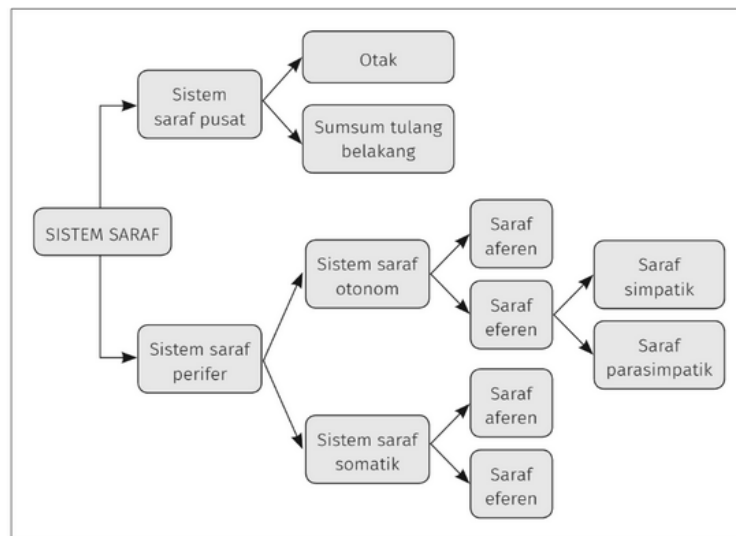 Otak
Sistem
saraf pusat
Sumsum tulang
belakang
SISTEM SARAF
Saraf
aferen
Sistem saraf
otonom
Saraf
simpatik
Saraf
eferen
Sistem saraf
perifer
Saraf
parasimpatik
Saraf
aferen
Sistem saraf
somatik
Saraf
eferen